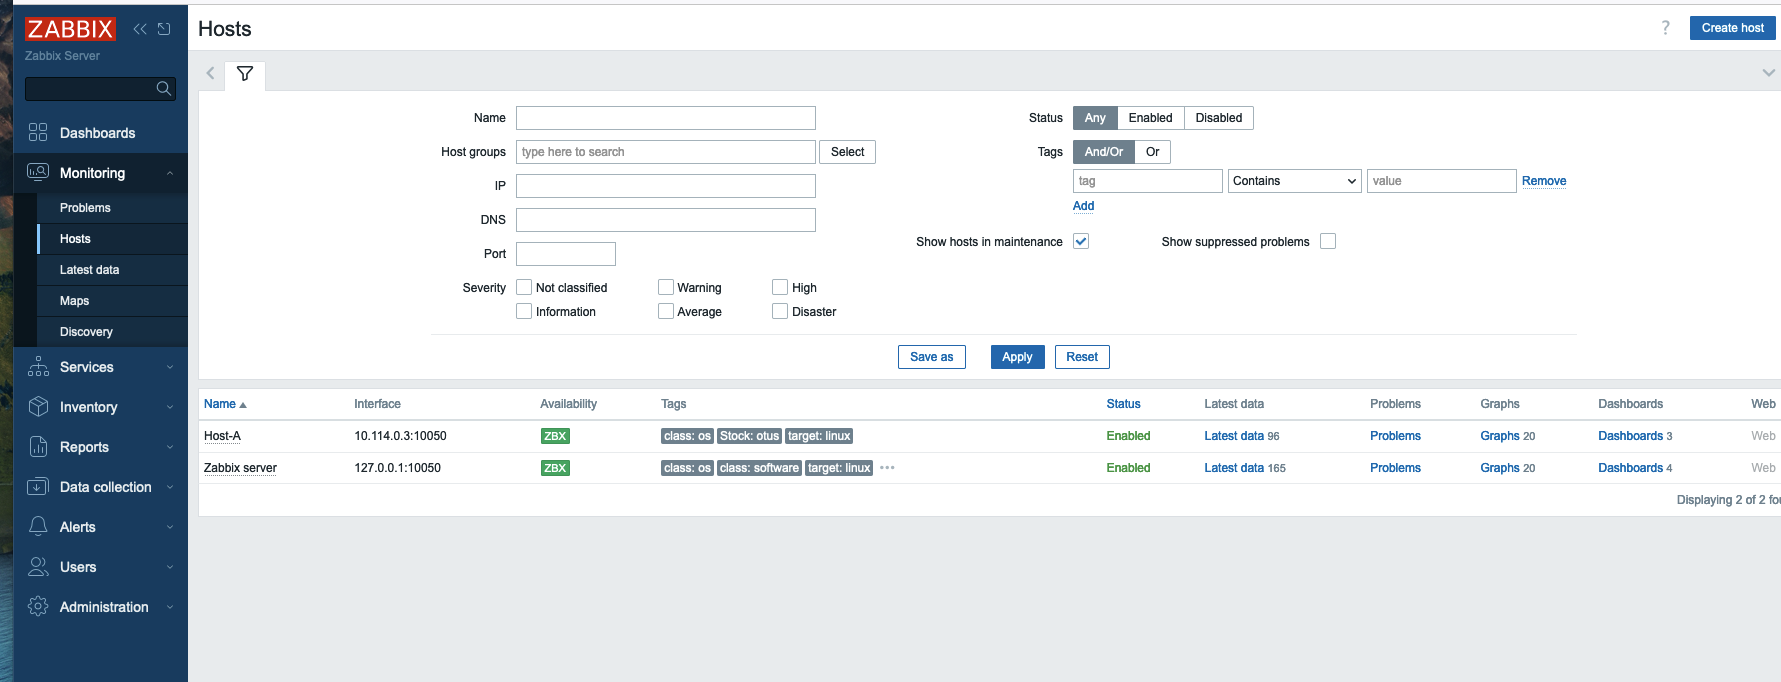 ZABBIX
Zabbix Server
Dashboards
Monitoring
Problems
Hosts
Latest data
Maps
Discovery
Services
Inventory
Reports
Data collection
Alerts
Users
Administration
Hosts
? Create host
Name
Host groups type here to search Select
IP
DNS
Port
Severity Not classified Warning High
Information Average Disaster
Status Any Enabled Disabled
Tags And/Or Or
tag Contains value Remove
Add
Show hosts in maintenance Show suppressed problems
Save as Apply Reset
Name Interface Availability Tags Status Latest data Problems Graphs Dashboards Web
Host-A 10.114.0.3:10050 ZBX class: os Stock: otus target: linux Enabled Latest data 96 Problems Graphs 20 Dashboards 3 Web
Zabbix server 127.0.0.1:10050 ZBX class: os class: software target: linux ••• Enabled Latest data 165 Problems Graphs 20 Dashboards 4 Web
Displaying 2 of 2 fou